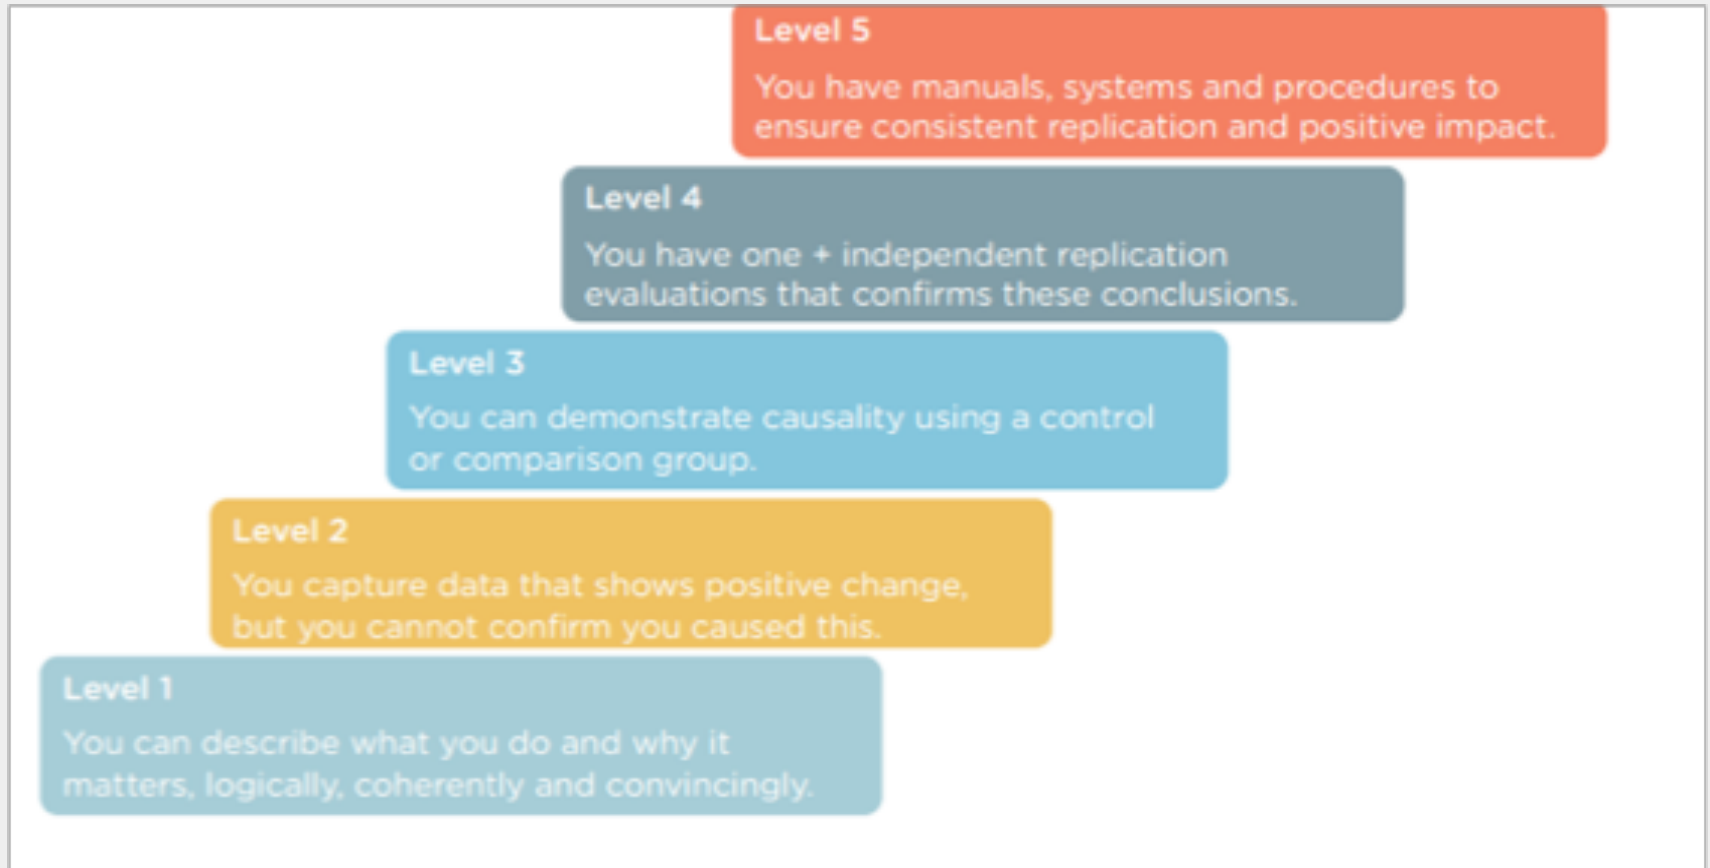 Level 5
You have manuals, systems and procedures to
ensure consistent replication and positive impact.
Level 4
You have one + independent replication
evaluations that confirms these conclusions.
Level 3
You can demonstrate causality using a control
or comparison group.
Level 2
You capture data that shows positive change,
but you cannot confirm you caused this.
Level 1
You can describe what you do and why it
matters, logically, coherently and convincingly.